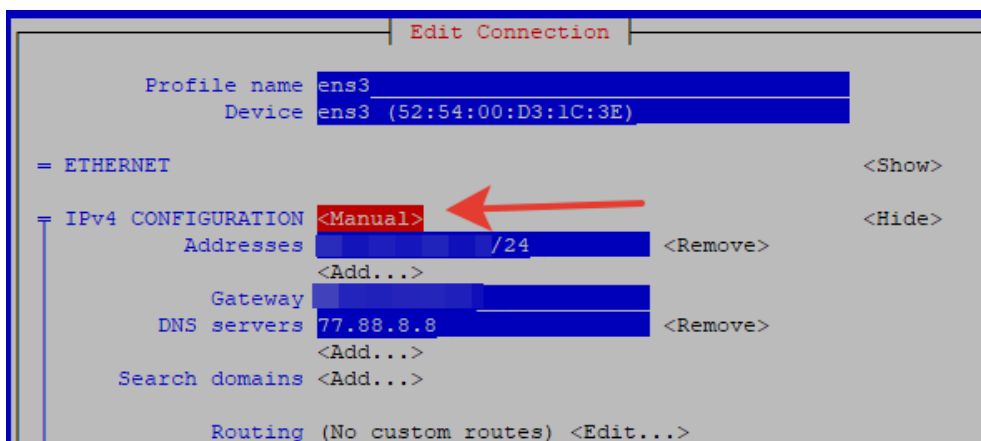 Edit Connection
Profile name ens3
Device ens3 (52:54:00:D3:1C:3E)
= ETHERNET <Show>
= IPv4 CONFIGURATION <Manual> <Hide>
Addresses /24 <Remove>
<Add...>
Gateway
DNS servers 77.88.8.8 <Remove>
<Add...>
Search domains <Add...>
Routing (No custom routes) <Edit...>